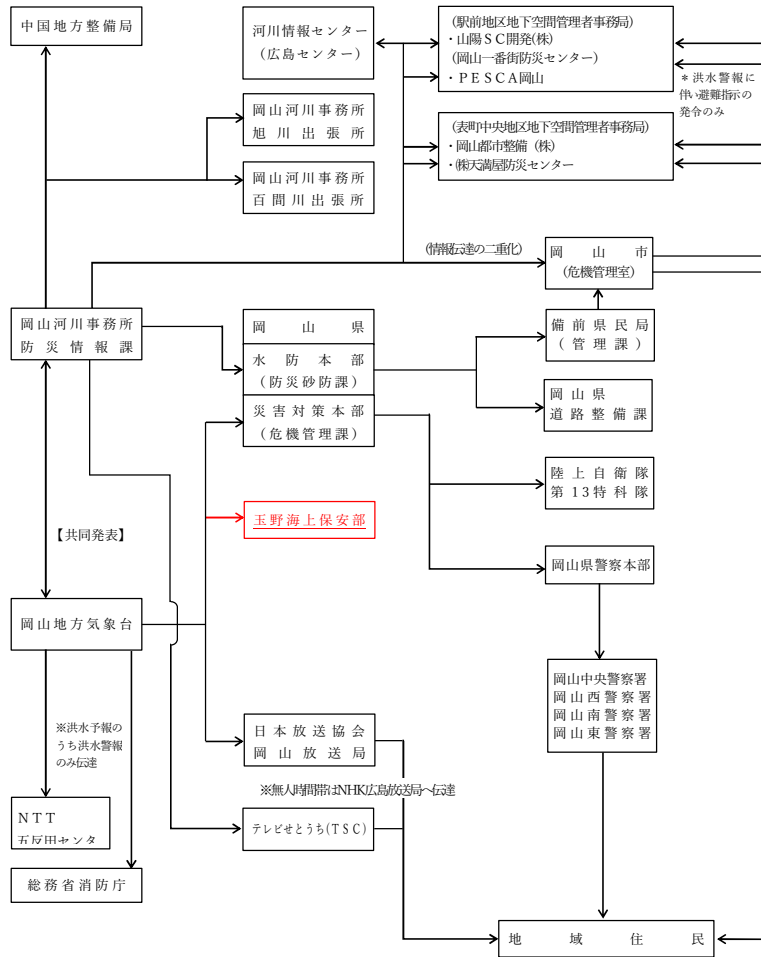 中国地方整備局
河川情報センター
(広島センター)
(駅前地区地下空間管理者事務局)
・山陽ＳＣ開発(株)
(岡山一番街防災センター)
・ＰＥＳＣＡ岡山
＊洪水警報に
伴い避難指示の
発令のみ
岡山河川事務所
旭川出張所
(表町中央地区地下空間管理者事務局)
・岡山都市整備（株）
・㈱天満屋防災センター
岡山河川事務所
百間川出張所
(情報伝達の二重化)
岡山市
(危機管理室)
岡山河川事務所
防災情報課
岡山県
水防本部
(防災砂防課)
備前県民局
(管理課)
岡山県
道路整備課
災害対策本部
(危機管理課)
陸上自衛隊
第13特科隊
玉野海上保安部
【共同発表】
岡山県警察本部
岡山地方気象台
岡山中央警察署
岡山西警察署
岡山南警察署
岡山東警察署
※洪水予報の
うち洪水警報
のみ伝達
日本放送協会
岡山放送局
※無人時間帯はNHK広島放送局へ伝達
NTT
五反田センタ
テレビせとうち(TSC)
総務省消防庁
地域住民